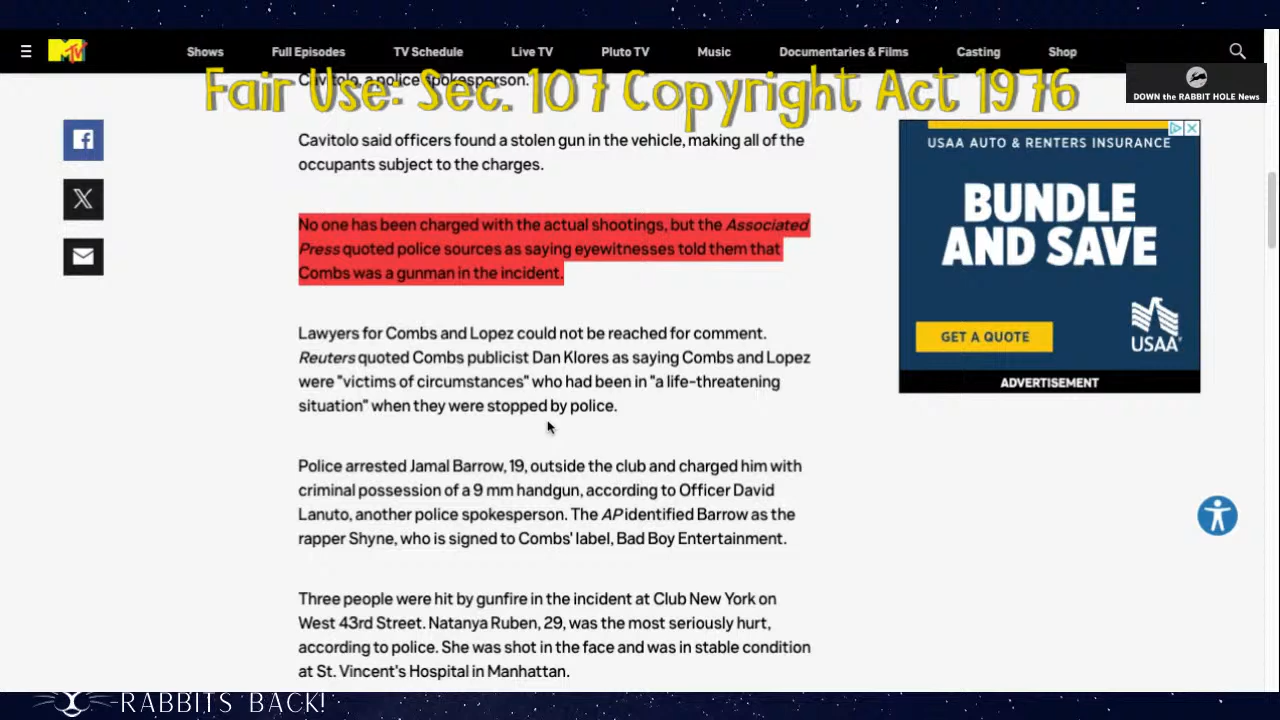 MTV
Shows
Full Episodes
TV Schedule
Live TV
Pluto TV
Music
Documentaries & Films
Casting
Shop
Cavitolo, a police spokesperson.
Fair Use: Sec. 107 Copyright Act 1976
DOWN the RABBIT HOLE News
Cavitolo said officers found a stolen gun in the vehicle, making all of the
occupants subject to the charges.
No one has been charged with the actual shootings, but the Associated
Press quoted police sources as saying eyewitnesses told them that
Combs was a gunman in the incident.
Lawyers for Combs and Lopez could not be reached for comment.
Reuters quoted Combs publicist Dan Klores as saying Combs and Lopez
were "victims of circumstances" who had been in "a life-threatening
situation" when they were stopped by police.
Police arrested Jamal Barrow, 19, outside the club and charged him with
criminal possession of a 9 mm handgun, according to Officer David
Lanuto, another police spokesperson. The AP identified Barrow as the
rapper Shyne, who is signed to Combs' label, Bad Boy Entertainment.
Three people were hit by gunfire in the incident at Club New York on
West 43rd Street. Natanya Ruben, 29, was the most seriously hurt,
according to police. She was shot in the face and was in stable condition
at St. Vincent's Hospital in Manhattan.
USAA AUTO & RENTERS INSURANCE
BUNDLE
AND SAVE
GET A QUOTE
USAA
ADVERTISEMENT
RABBITS BACK!